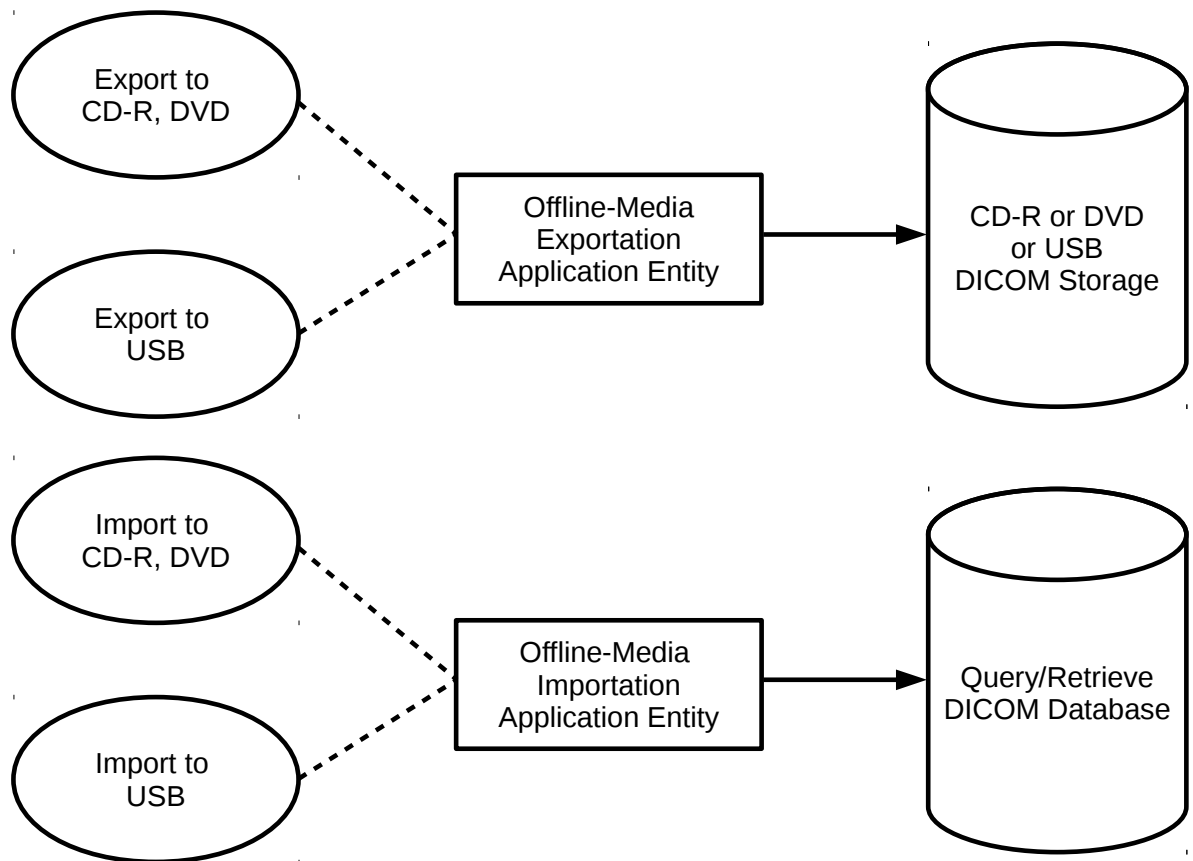 Export to
CD-R, DVD
Offline-Media
Exportation
Application Entity
CD-R or DVD
or USB
DICOM Storage
Export to
USB
Import to
CD-R, DVD
Offline-Media
Importation
Application Entity
Query/Retrieve
DICOM Database
Import to
USB